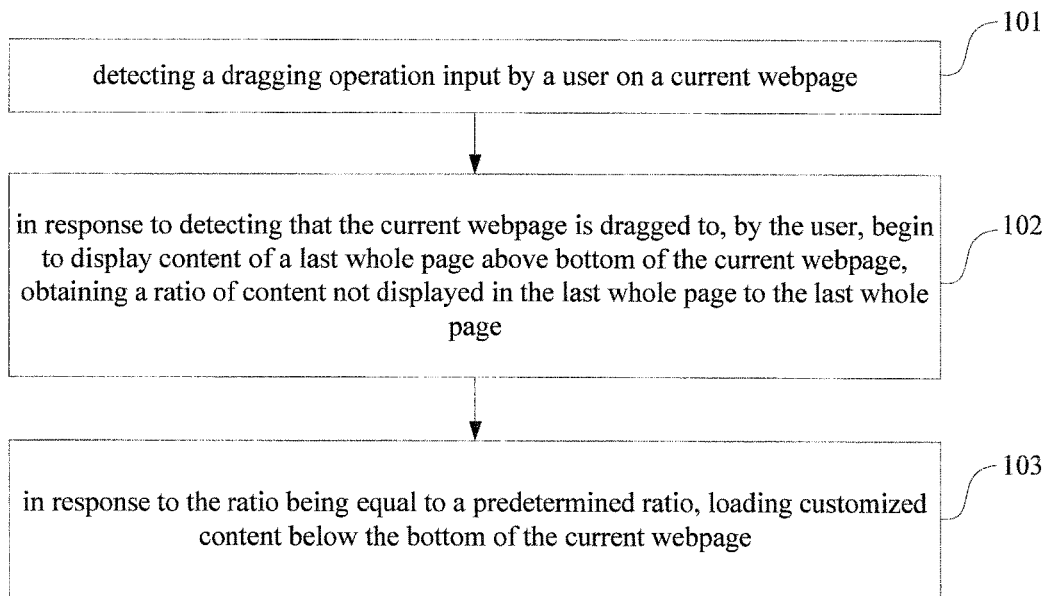 101
detecting a dragging operation input by a user on a current webpage
in response to detecting that the current webpage is dragged to, by the user, begin
to display content of a last whole page above bottom of the current webpage,
obtaining a ratio of content not displayed in the last whole page to the last whole
page
102
in response to the ratio being equal to a predetermined ratio, loading customized
content below the bottom of the current webpage
103